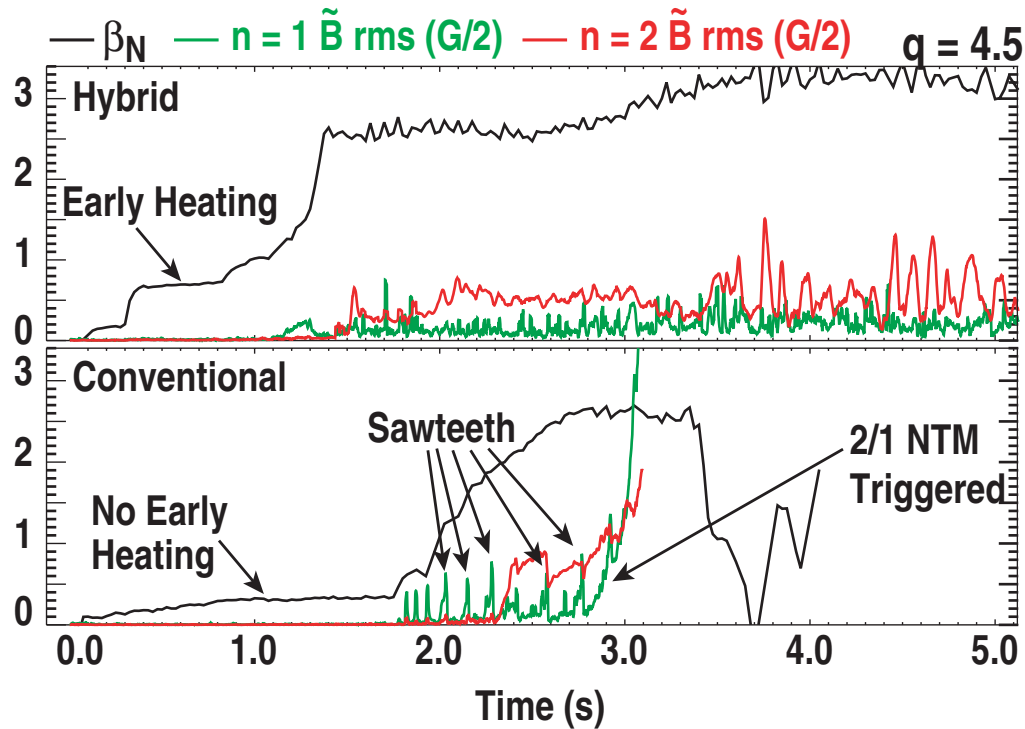 β_N n = 1 B̃ rms (G/2) n = 2 B̃ rms (G/2) q = 4.5
3
Hybrid
2
Early Heating
1
0
3
Conventional
Sawteeth
2
2/1 NTM
Triggered
No Early
Heating
1
0
0.0 1.0 2.0 3.0 4.0 5.0
Time (s)